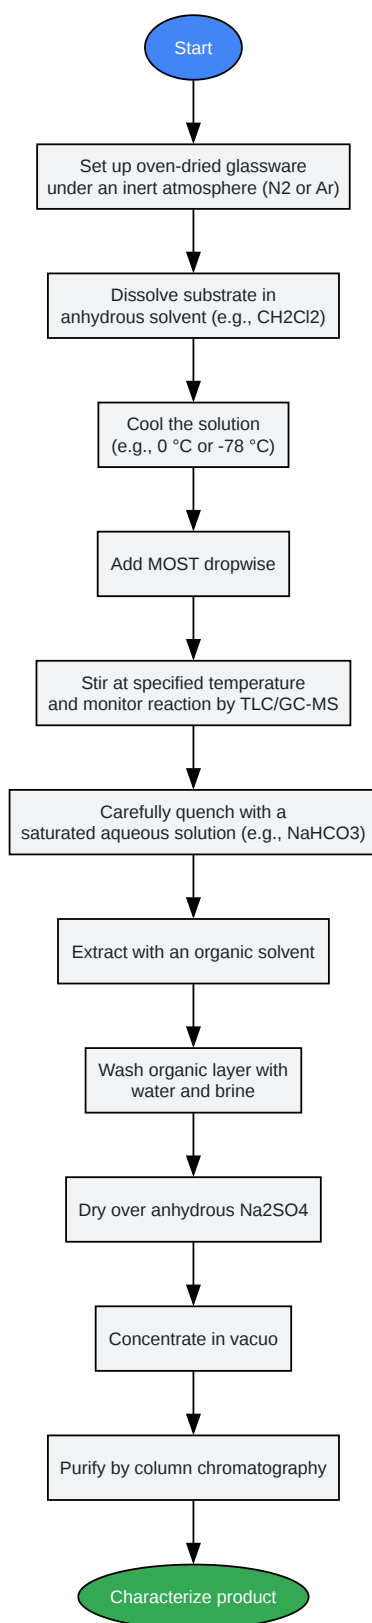 Start
Set up oven-dried glassware
under an inert atmosphere (N2 or Ar)
Dissolve substrate in
anhydrous solvent (e.g., CH2Cl2)
Cool the solution
(e.g., 0 °C or -78 °C)
Add MOST dropwise
Stir at specified temperature
and monitor reaction by TLC/GC-MS
Carefully quench with a
saturated aqueous solution (e.g., NaHCO3)
Extract with an organic solvent
Wash organic layer with
water and brine
Dry over anhydrous Na2SO4
Concentrate in vacuo
Purify by column chromatography
Characterize product